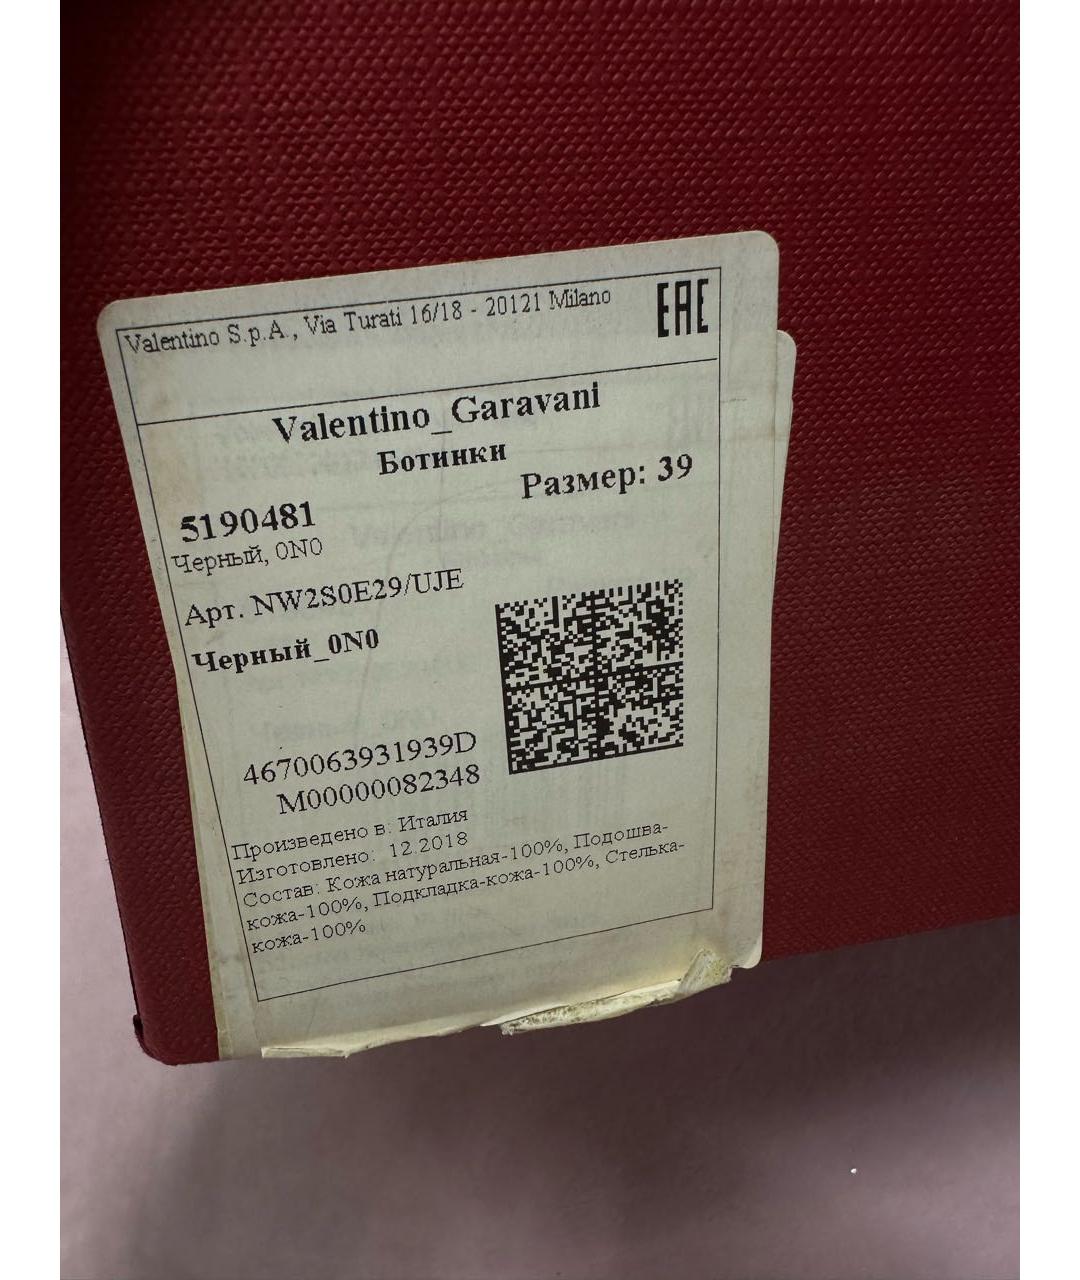 Valentino S.p.A., Via Turati 16/18 - 20121 Milano
EAC
Valentino_Garavani
Ботинки
Размер: 39
5190481
Черный, 0N0
Арт. NW2S0E29/UJE
Черный_0N0
4670063931939D
M00000082348
Произведено в: Италия
Изготовлено: 12.2018
Состав: Кожа натуральная-100%, Подошва-
кожа-100%, Подкладка-кожа-100%, Стелька-
кожа-100%